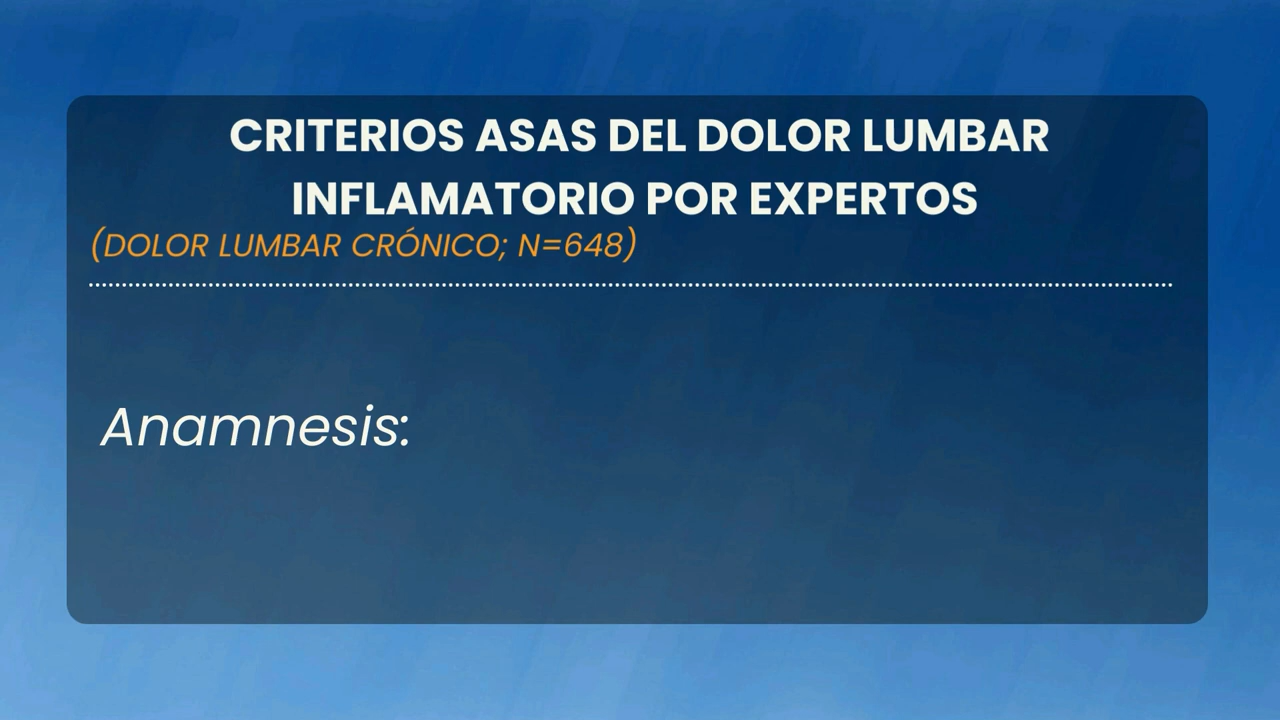 CRITERIOS ASAS DEL DOLOR LUMBAR
INFLAMATORIO POR EXPERTOS
(DOLOR LUMBAR CRÓNICO; N=648)
Anamnesis: